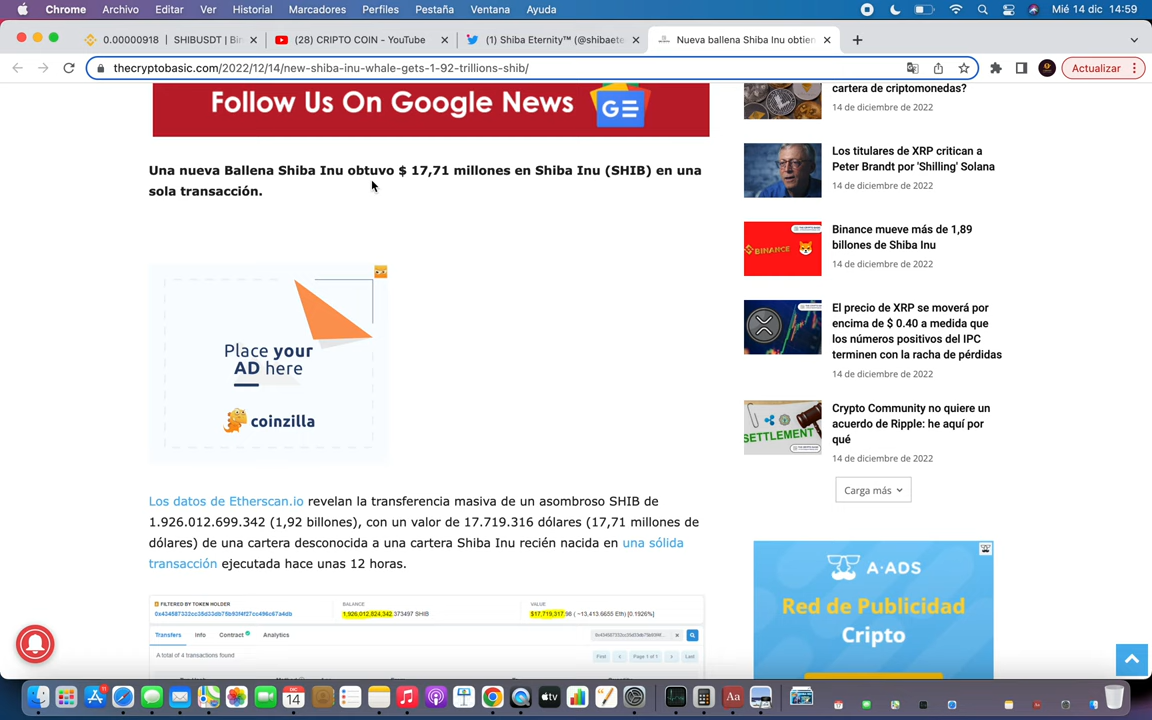 Chrome Archivo Editar Ver Historial Marcadores Perfiles Pestaña Ventana Ayuda Mié 14 dic 14:59
0.00000918 | SHIBUSDT | Bin
(28) CRIPTO COIN - YouTube
(1) Shiba Eternity™ (@shibaete
Nueva ballena Shiba Inu obtien
thecryptobasic.com/2022/12/14/new-shiba-inu-whale-gets-1-92-trillions-shib/
Actualizar
Follow Us On Google News
GE
Una nueva Ballena Shiba Inu obtuvo $ 17,71 millones en Shiba Inu (SHIB) en una
sola transacción.
Place your
AD here
coinzilla
Los datos de Etherscan.io revelan la transferencia masiva de un asombroso SHIB de
1.926.012.699.342 (1,92 billones), con un valor de 17.719.316 dólares (17,71 millones de
dólares) de una cartera desconocida a una cartera Shiba Inu recién nacida en una sólida
transacción ejecutada hace unas 12 horas.
FILTERED BY TOKEN HOLDER
BALANCE
1,926,012,824,342.373497 SHIB
VALUE
$17,719,317.98 ( ~13,413.6655 Eth) [0.1926%]
Transfers Info Contract Analytics
A total of 4 transactions found
First Page 1 of 1 Last
cartera de criptomonedas?
14 de diciembre de 2022
Los titulares de XRP critican a
Peter Brandt por 'Shilling' Solana
14 de diciembre de 2022
BINANCE
Binance mueve más de 1,89
billones de Shiba Inu
14 de diciembre de 2022
El precio de XRP se moverá por
encima de $ 0.40 a medida que
los números positivos del IPC
terminen con la racha de pérdidas
14 de diciembre de 2022
SETTLEMENT
Crypto Community no quiere un
acuerdo de Ripple: he aquí por
qué
14 de diciembre de 2022
Carga más
A-ADS
Red de Publicidad
Cripto
DIC
14
tv
Aa